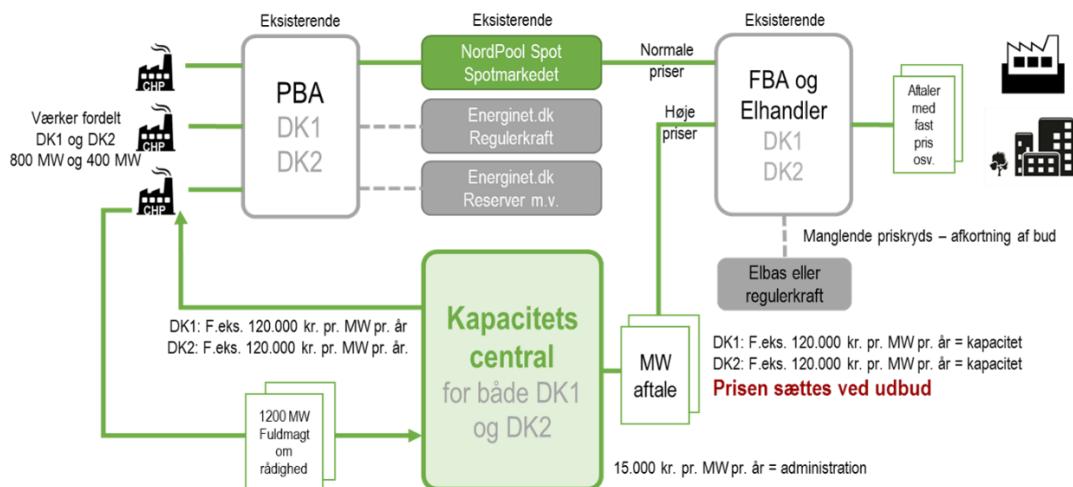 Eksisterende
Eksisterende
Eksisterende
CHP
CHP
CHP
Værker fordelt
DK1 og DK2
800 MW og 400 MW
PBA
DK1
DK2
NordPool Spot
Spotmarkedet
Energinet.dk
Regulerkraft
Energinet.dk
Reserver m.v.
Normale
priser
Høje
priser
FBA og
Elhandler
DK1
DK2
Aftaler
med
fast
pris
osv.
Manglende priskryds – afkortning af bud
Elbas eller
regulerkraft
DK1: F.eks. 120.000 kr. pr. MW pr. år
DK2: F.eks. 120.000 kr. pr. MW pr. år.
1200 MW
Fuldmagt
om
rådighed
Kapacitets
central
for både DK1
og DK2
MW
aftale
DK1: F.eks. 120.000 kr. pr. MW pr. år = kapacitet
DK2: F.eks. 120.000 kr. pr. MW pr. år = kapacitet
Prisen sættes ved udbud
15.000 kr. pr. MW pr. år = administration